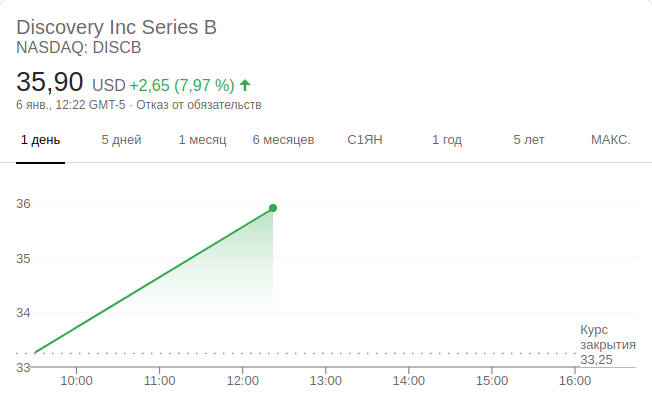 Discovery Inc Series B
NASDAQ: DISCB
35,90 USD +2,65 (7,97 %)
6 янв., 12:22 GMT-5 · Отказ от обязательств
1 день 5 дней 1 месяц 6 месяцев С1ЯН 1 год 5 лет МАКС.
36
35
34
33
Курс
закрытия
33,25
10:00 11:00 12:00 13:00 14:00 15:00 16:00